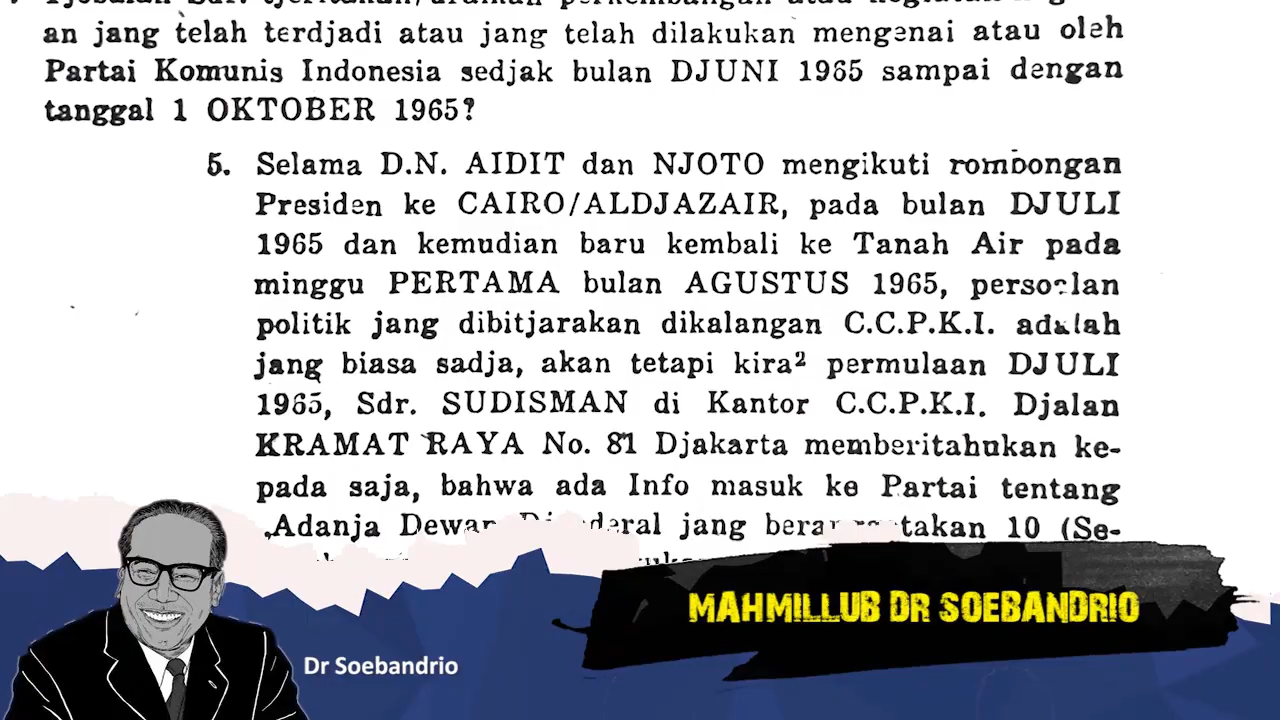 an jang telah terdjadi atau jang telah dilakukan mengenai atau oleh
Partai Komunis Indonesia sedjak bulan DJUNI 1965 sampai dengan
tanggal 1 OKTOBER 1965?
5. Selama D.N. AIDIT dan NJOTO mengikuti rombongan
Presiden ke CAIRO/ALDJAZAIR, pada bulan DJULI
1965 dan kemudian baru kembali ke Tanah Air pada
minggu PERTAMA bulan AGUSTUS 1965, persoalan
politik jang dibitjarakan dikalangan C.C.P.K.I. adalah
jang biasa sadja, akan tetapi kira² permulaan DJULI
1965, Sdr. SUDISMAN di Kantor C.C.P.K.I. Djalan
KRAMAT RAYA No. 81 Djakarta memberitahukan ke-
pada saja, bahwa ada Info masuk ke Partai tentang
Adanja Dewan jang 10 (Se-
MAHMILLUB DR SOEBANDRIO
Dr Soebandrio